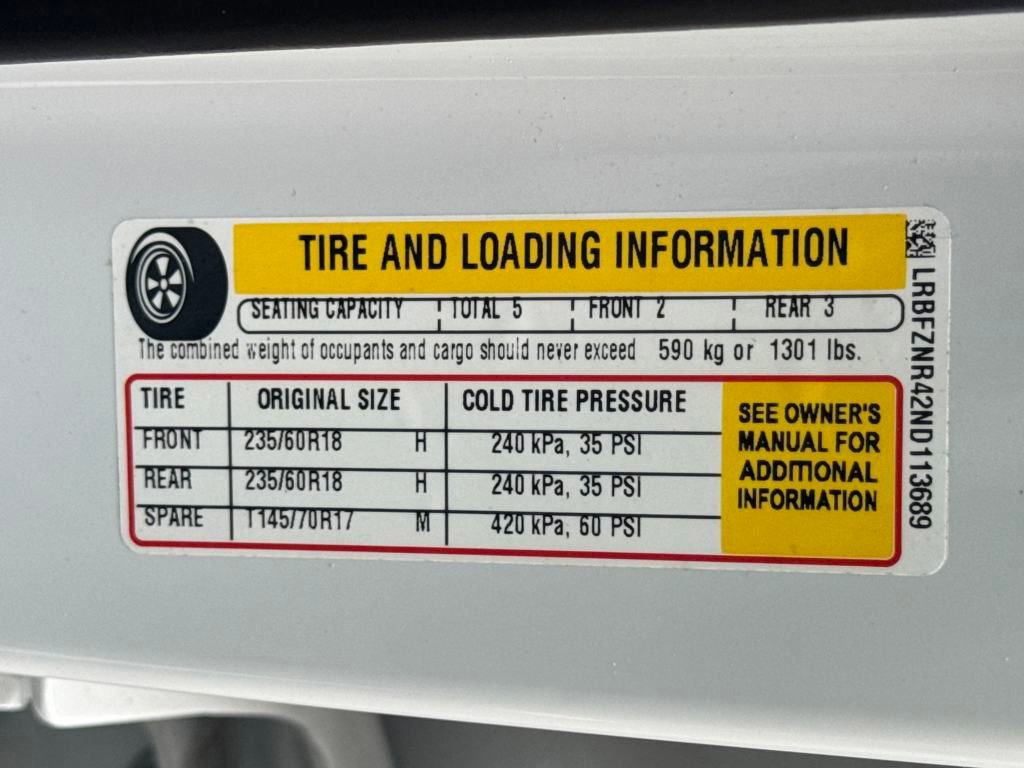 TIRE AND LOADING INFORMATION
SEATING CAPACITY TOTAL 5 FRONT 2 REAR 3
The combined weight of occupants and cargo should never exceed 590 kg or 1301 lbs.
TIRE ORIGINAL SIZE COLD TIRE PRESSURE
FRONT 235/60R18 H 240 kPa, 35 PSI
REAR 235/60R18 H 240 kPa, 35 PSI
SPARE T145/70R17 M 420 kPa, 60 PSI
SEE OWNER'S
MANUAL FOR
ADDITIONAL
INFORMATION
LRBFZNR42ND113689